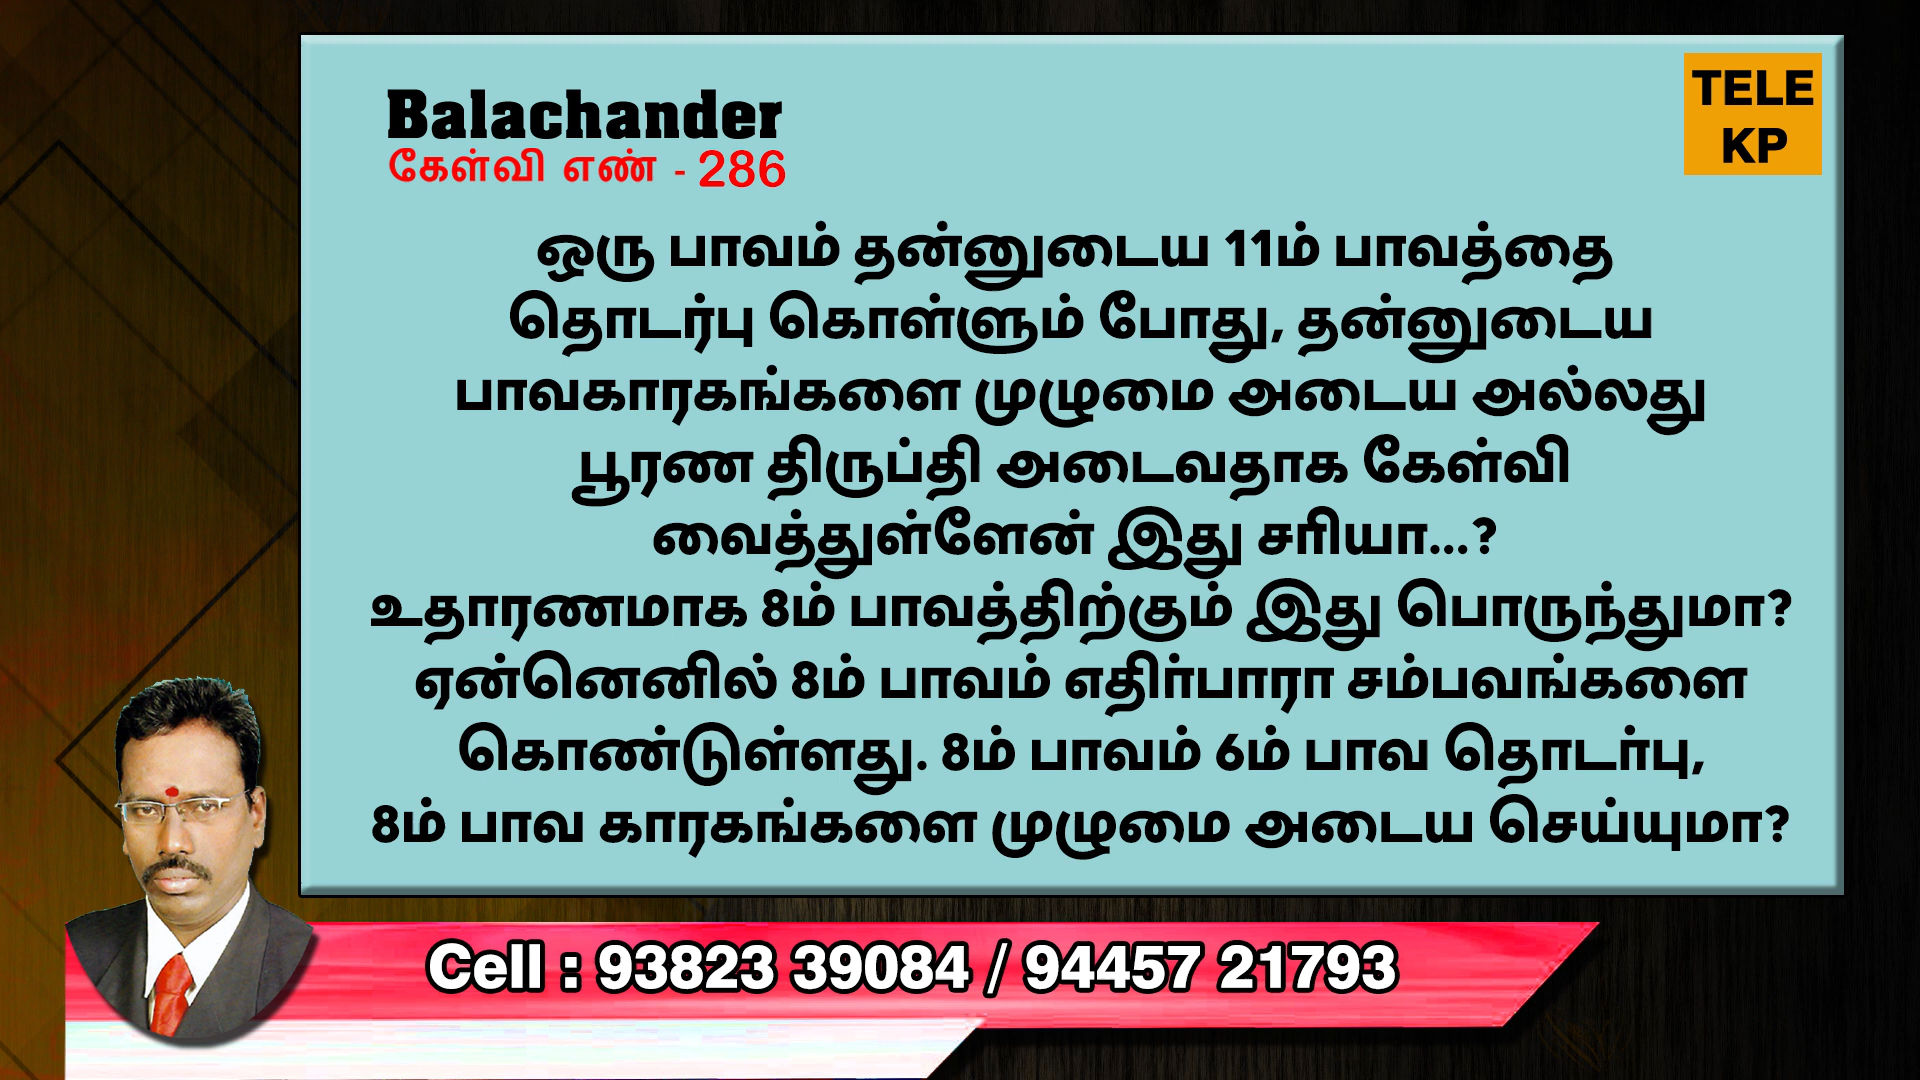 Balachander
கேள்வி எண் - 286
TELE
KP
ஒரு பாவம் தன்னுடைய 11ம் பாவத்தை
தொடர்பு கொள்ளும் போது, தன்னுடைய
பாவகாரகங்களை முழுமை அடைய அல்லது
பூரண திருப்தி அடைவதாக கேள்வி
வைத்துள்ளேன் இது சரியா...?
உதாரணமாக 8ம் பாவத்திற்கும் இது பொருந்துமா?
ஏன்னெனில் 8ம் பாவம் எதிர்பாரா சம்பவங்களை
கொண்டுள்ளது. 8ம் பாவம் 6ம் பாவ தொடர்பு,
8ம் பாவ காரகங்களை முழுமை அடைய செய்யுமா?
Cell : 93823 39084 / 94457 21793